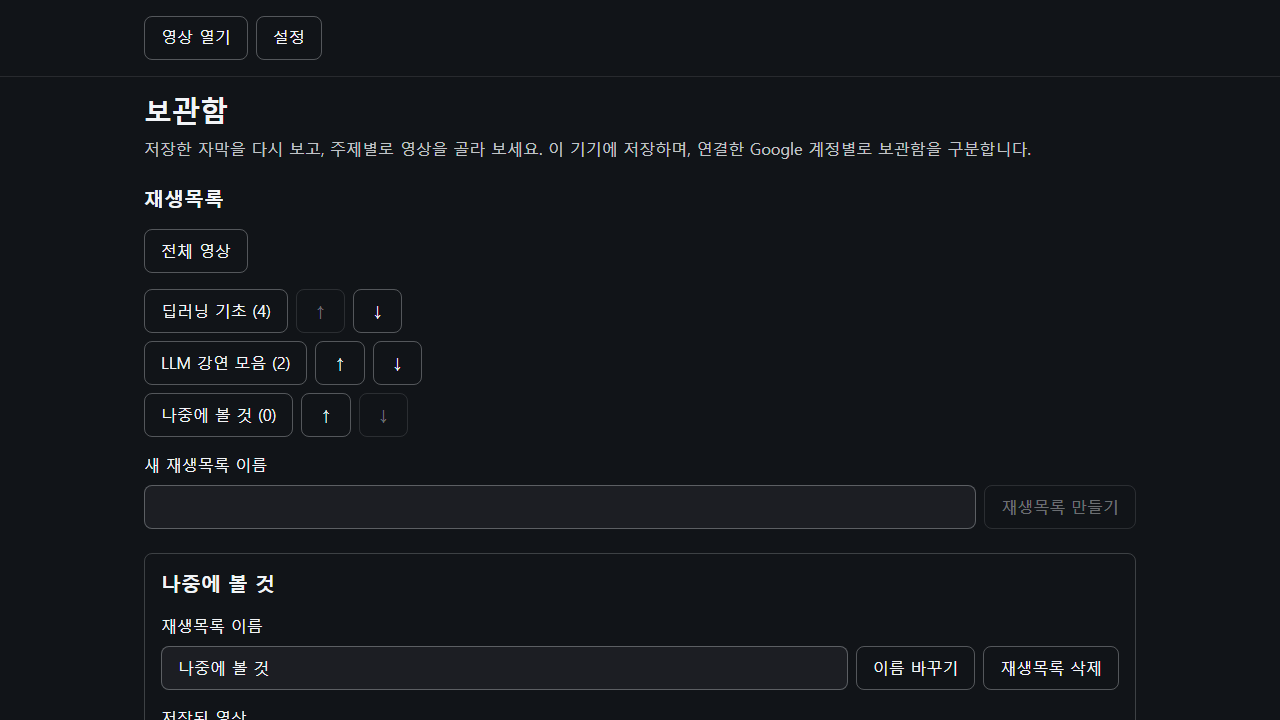 영상 열기 설정
보관함
저장한 자막을 다시 보고, 주제별로 영상을 골라 보세요. 이 기기에 저장하며, 연결한 Google 계정별로 보관함을 구분합니다.
재생목록
전체 영상
딥러닝 기초 (4) ↑ ↓
LLM 강연 모음 (2) ↑ ↓
나중에 볼 것 (0) ↑ ↓
새 재생목록 이름
재생목록 만들기
나중에 볼 것
재생목록 이름
나중에 볼 것 이름 바꾸기 재생목록 삭제
저장된 영상